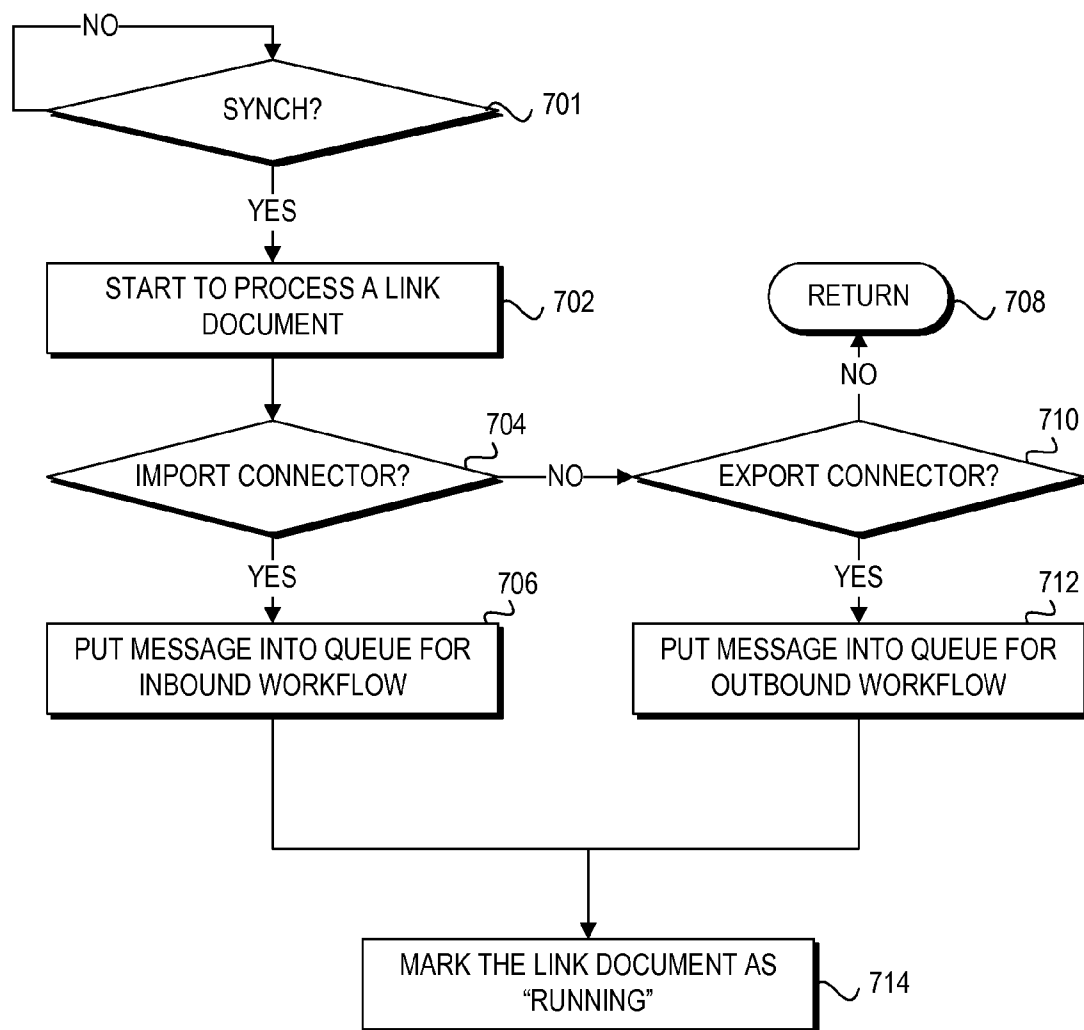 NO
SYNCH?
701
YES
START TO PROCESS A LINK
DOCUMENT
702
RETURN
708
NO
IMPORT CONNECTOR?
704
NO
EXPORT CONNECTOR?
710
YES
YES
706
712
PUT MESSAGE INTO QUEUE FOR
INBOUND WORKFLOW
PUT MESSAGE INTO QUEUE FOR
OUTBOUND WORKFLOW
MARK THE LINK DOCUMENT AS
“RUNNING”
714